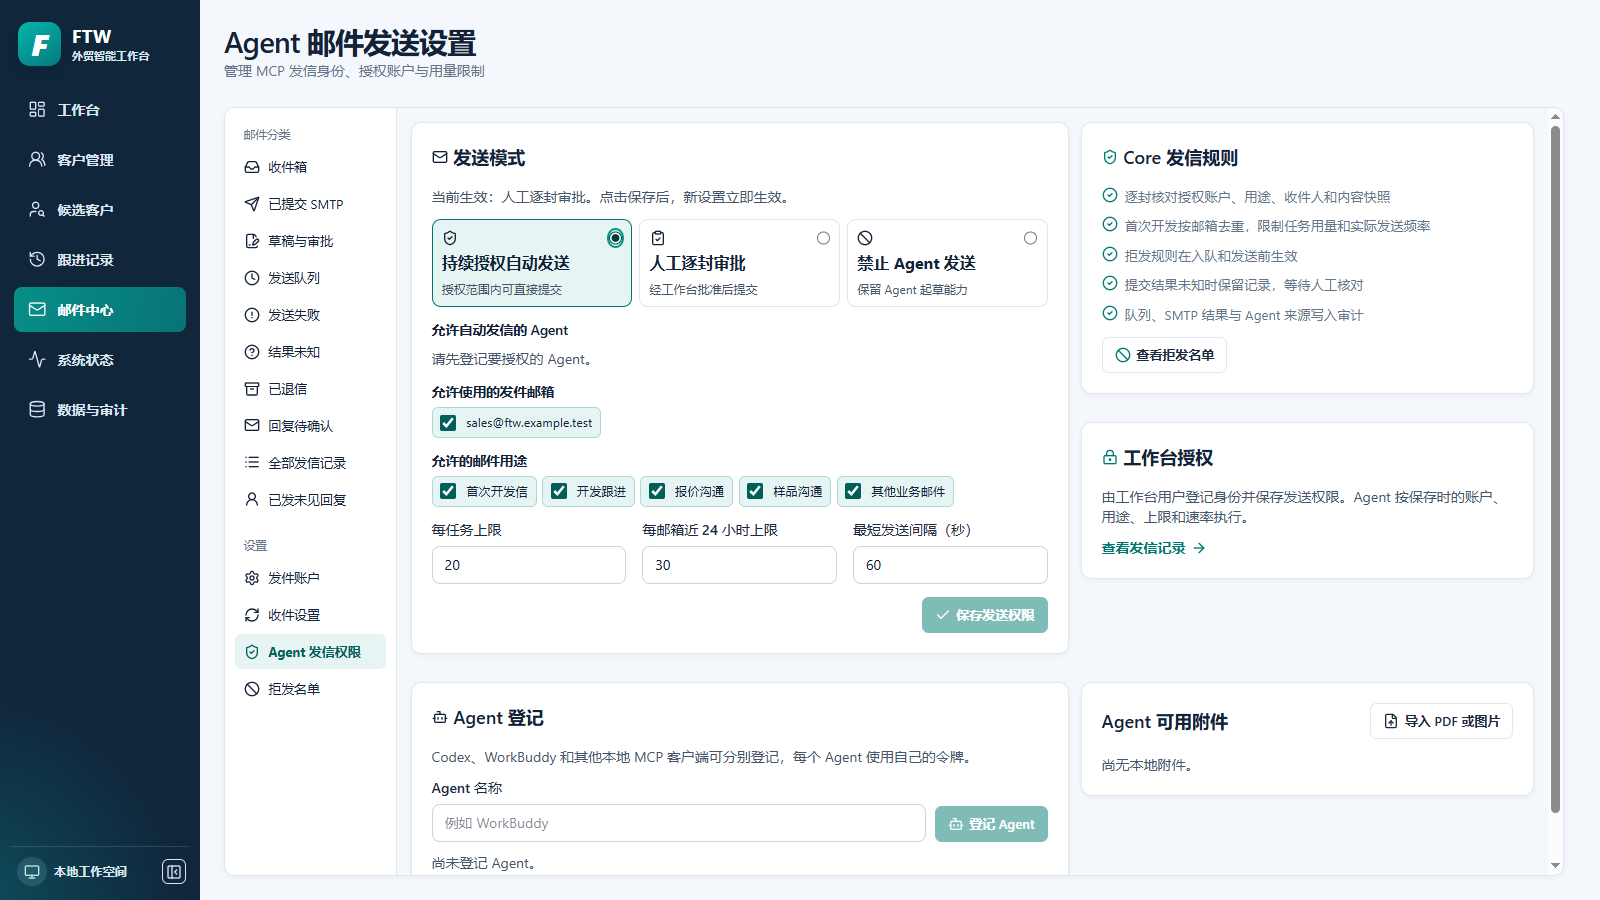 FTW
外贸智能工作台
工作台
客户管理
候选客户
跟进记录
邮件中心
系统状态
数据与审计
本地工作空间
Agent 邮件发送设置
管理 MCP 发信身份、授权账户与用量限制
邮件分类
收件箱
已提交 SMTP
草稿与审批
发送队列
发送失败
结果未知
已退信
回复待确认
全部发信记录
已发未见回复
设置
发件账户
收件设置
Agent 发信权限
拒发名单
发送模式
当前生效：人工逐封审批。点击保存后，新设置立即生效。
持续授权自动发送
授权范围内可直接提交
人工逐封审批
经工作台批准后提交
禁止 Agent 发送
保留 Agent 起草能力
允许自动发信的 Agent
请先登记要授权的 Agent。
允许使用的发件邮箱
sales@ftw.example.test
允许的邮件用途
首次开发信
开发跟进
报价沟通
样品沟通
其他业务邮件
每任务上限
每邮箱近 24 小时上限
最短发送间隔（秒）
20
30
60
保存发送权限
Agent 登记
Codex、WorkBuddy 和其他本地 MCP 客户端可分别登记，每个 Agent 使用自己的令牌。
Agent 名称
例如 WorkBuddy
登记 Agent
尚未登记 Agent。
Core 发信规则
逐封核对授权账户、用途、收件人和内容快照
首次开发按邮箱去重，限制任务用量和实际发送频率
拒发规则在入队和发送前生效
提交结果未知时保留记录，等待人工核对
队列、SMTP 结果与 Agent 来源写入审计
查看拒发名单
工作台授权
由工作台用户登记身份并保存发送权限。Agent 按保存时的账户、
用途、上限和速率执行。
查看发信记录
Agent 可用附件
导入 PDF 或图片
尚无本地附件。